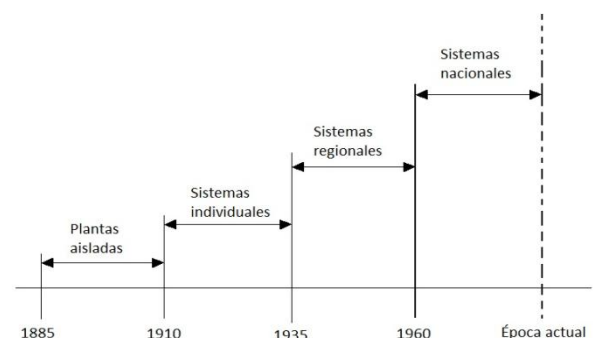 Sistemas
nacionales
Sistemas
regionales
Sistemas
individuales
Plantas
aisladas
1885
1910
1935
1960
Época actual